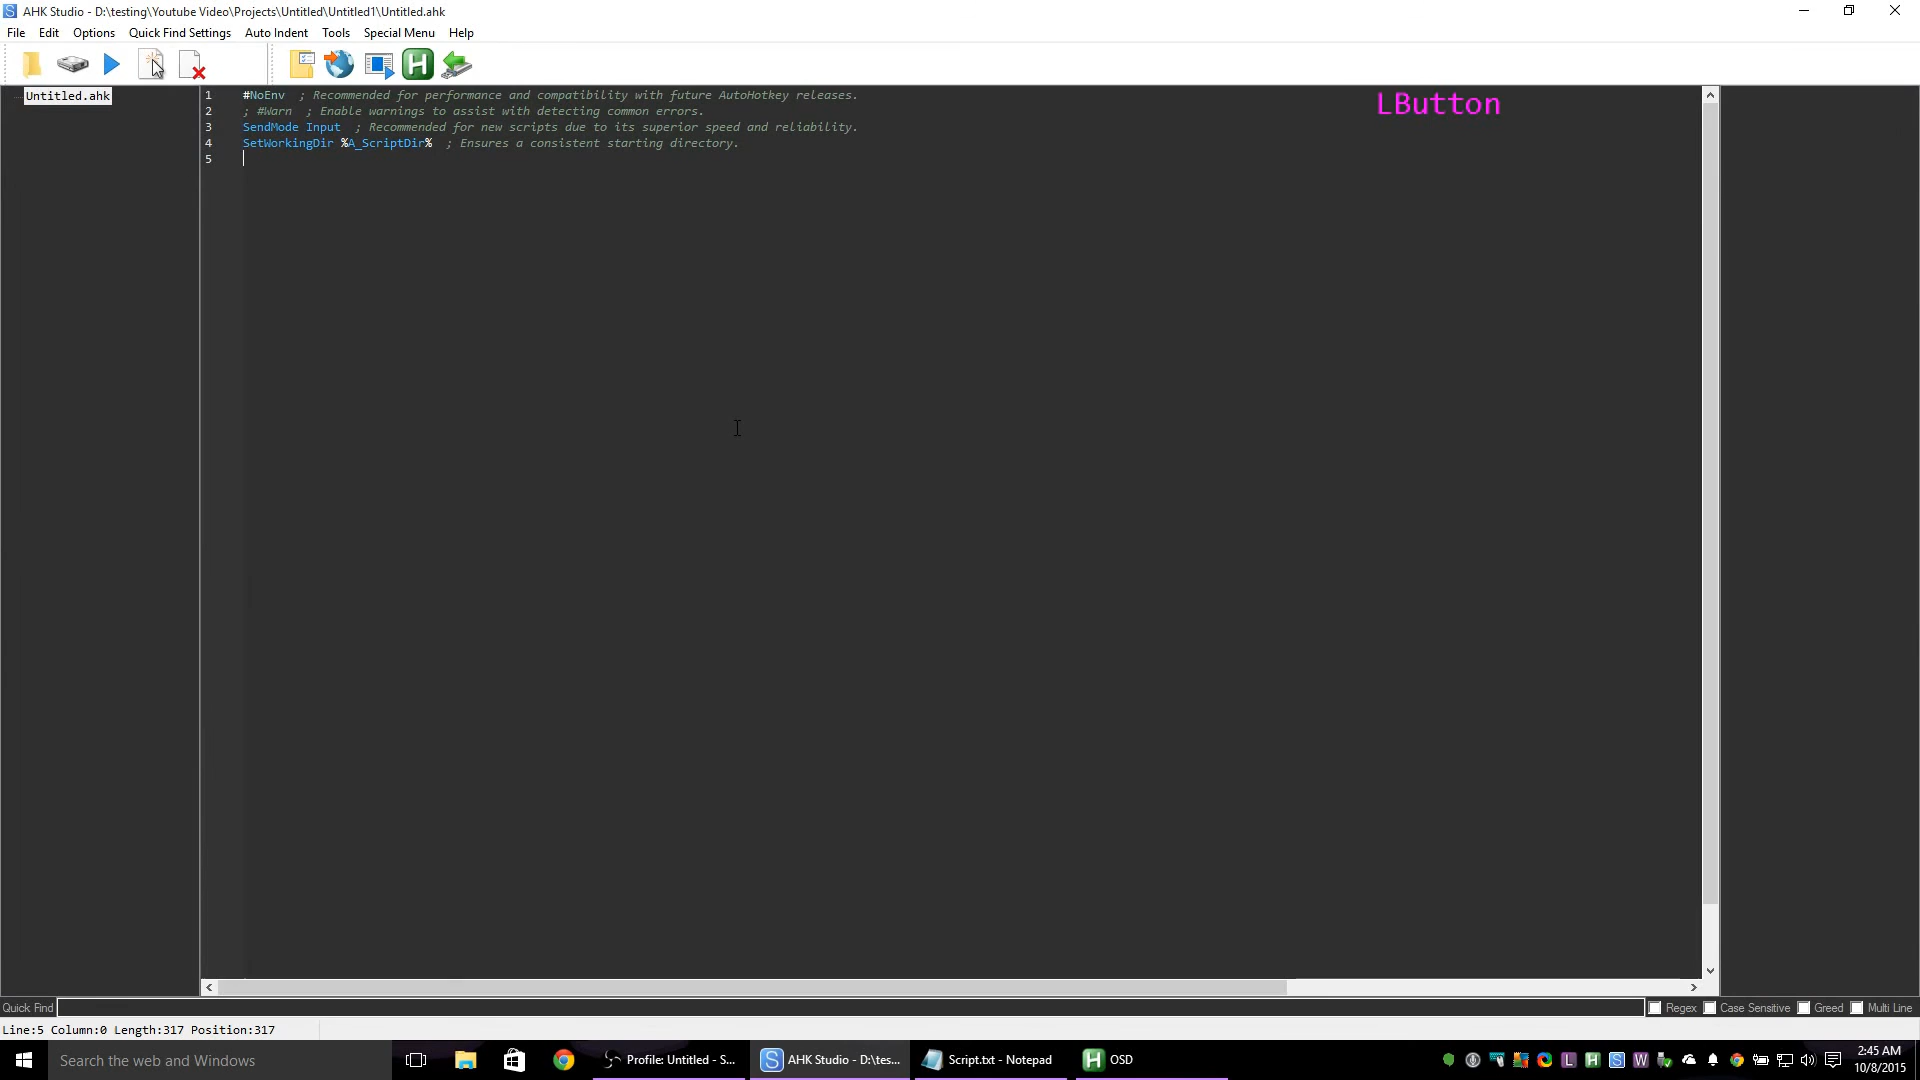 AHK Studio - D:\testing\Youtube Video\Projects\Untitled\Untitled1\Untitled.ahk
File Edit Options Quick Find Settings Auto Indent Tools Special Menu Help
Untitled.ahk
1 #NoEnv  ; Recommended for performance and compatibility with future AutoHotkey releases.
2 ; #Warn  ; Enable warnings to assist with detecting common errors.
3 SendMode Input  ; Recommended for new scripts due to its superior speed and reliability.
4 SetWorkingDir %A_ScriptDir%  ; Ensures a consistent starting directory.
5
LButton
Quick Find Regex Case Sensitive Greed Multi Line
Line:5 Column:0 Length:317 Position:317
Search the web and Windows
Profile: Untitled - S...
AHK Studio - D:\tes...
Script.txt - Notepad
OSD
2:45 AM
10/8/2015